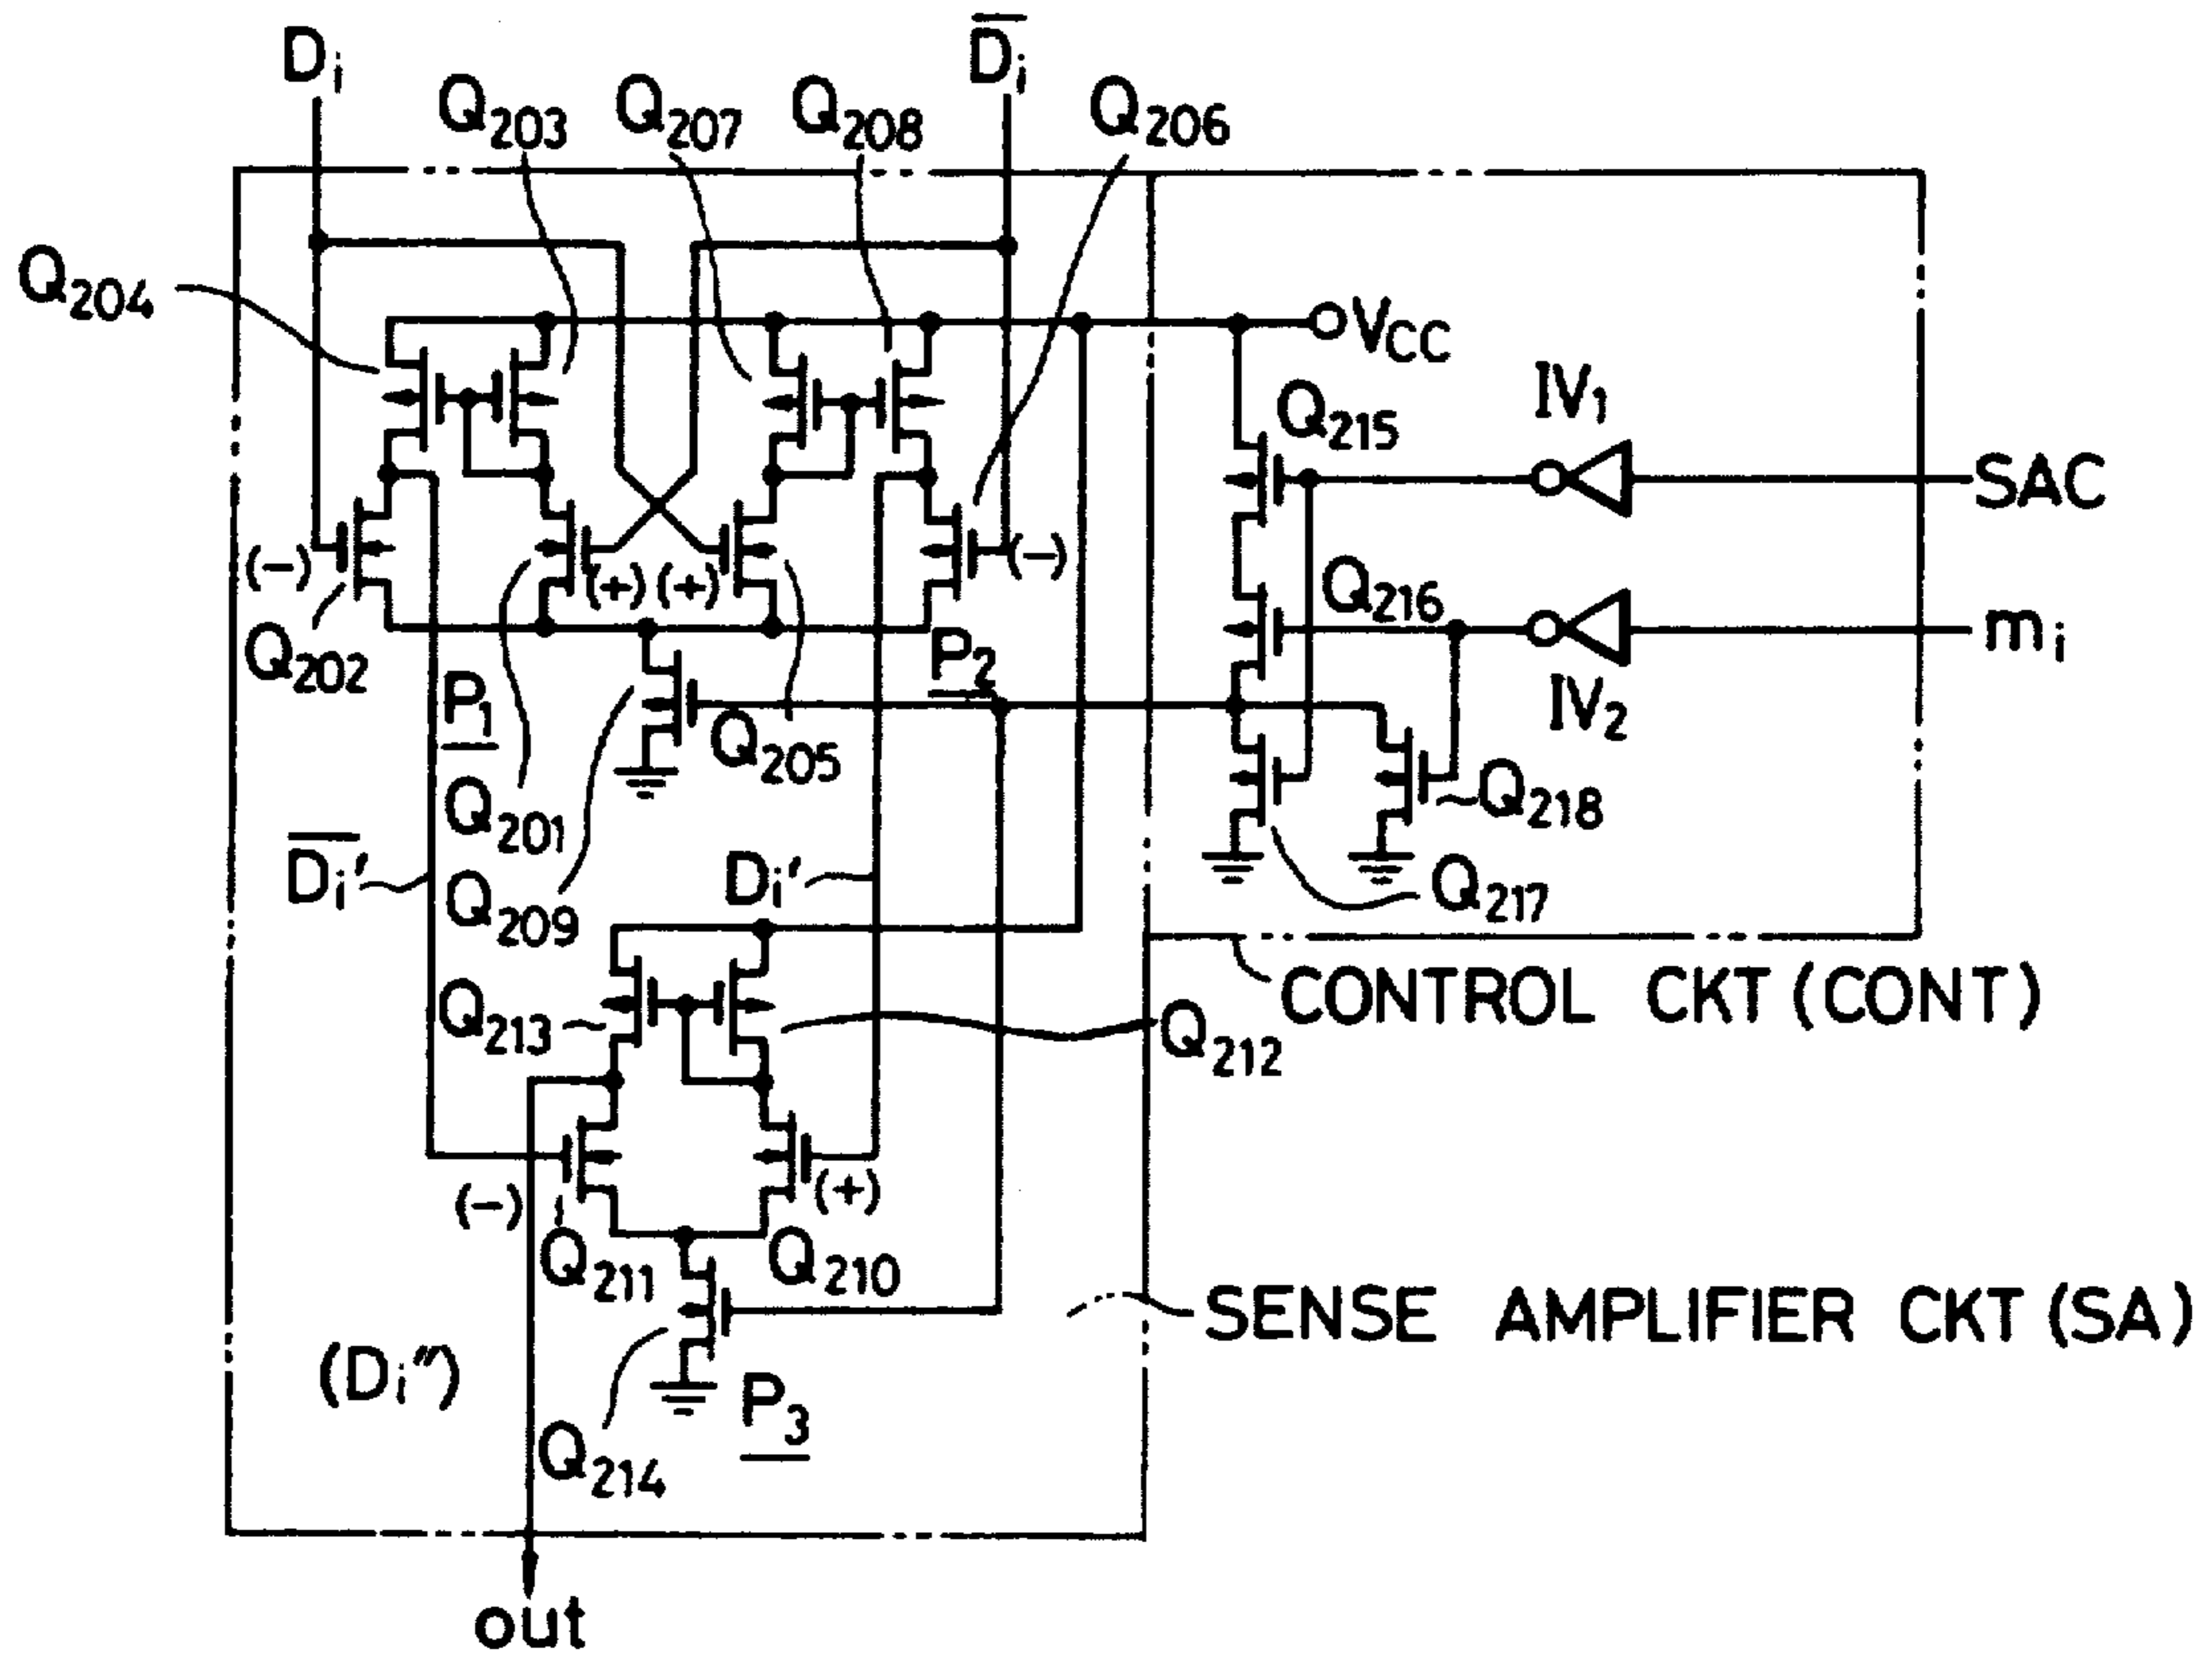 Di
D̅i
Q203
Q207
Q208
Q206
Q204
VCC
IV1
Q215
SAC
Q216
(−)
(+)
(+)
(−)
mi
Q202
P1
P2
IV2
Q205
Q218
Q201
D̅i'
Q209
Di'
Q217
Q213
Q212
CONTROL CKT (CONT)
(−)
(+)
Q211
Q210
SENSE AMPLIFIER CKT (SA)
(Di")
P3
Q214
out